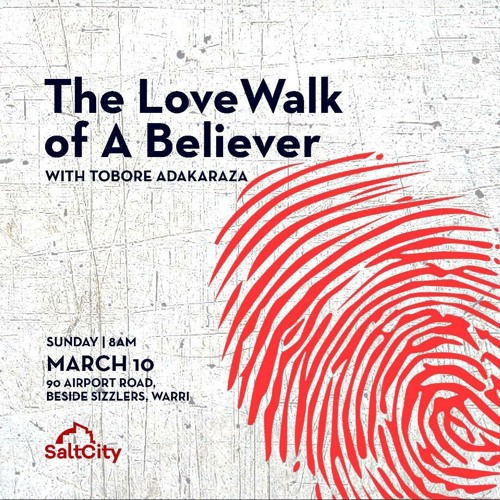 The LoveWalk
of A Believer
WITH TOBORE ADAKARAZA
SUNDAY | 8AM
MARCH 10
90 AIRPORT ROAD,
BESIDE SIZZLERS, WARRI
SaltCity